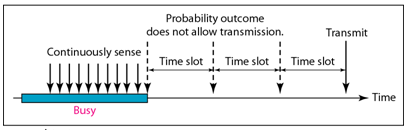 Probability outcome
does not allow transmission.
Transmit
Continuously sense
Time slot
Time slot
Time slot
Time
Busy